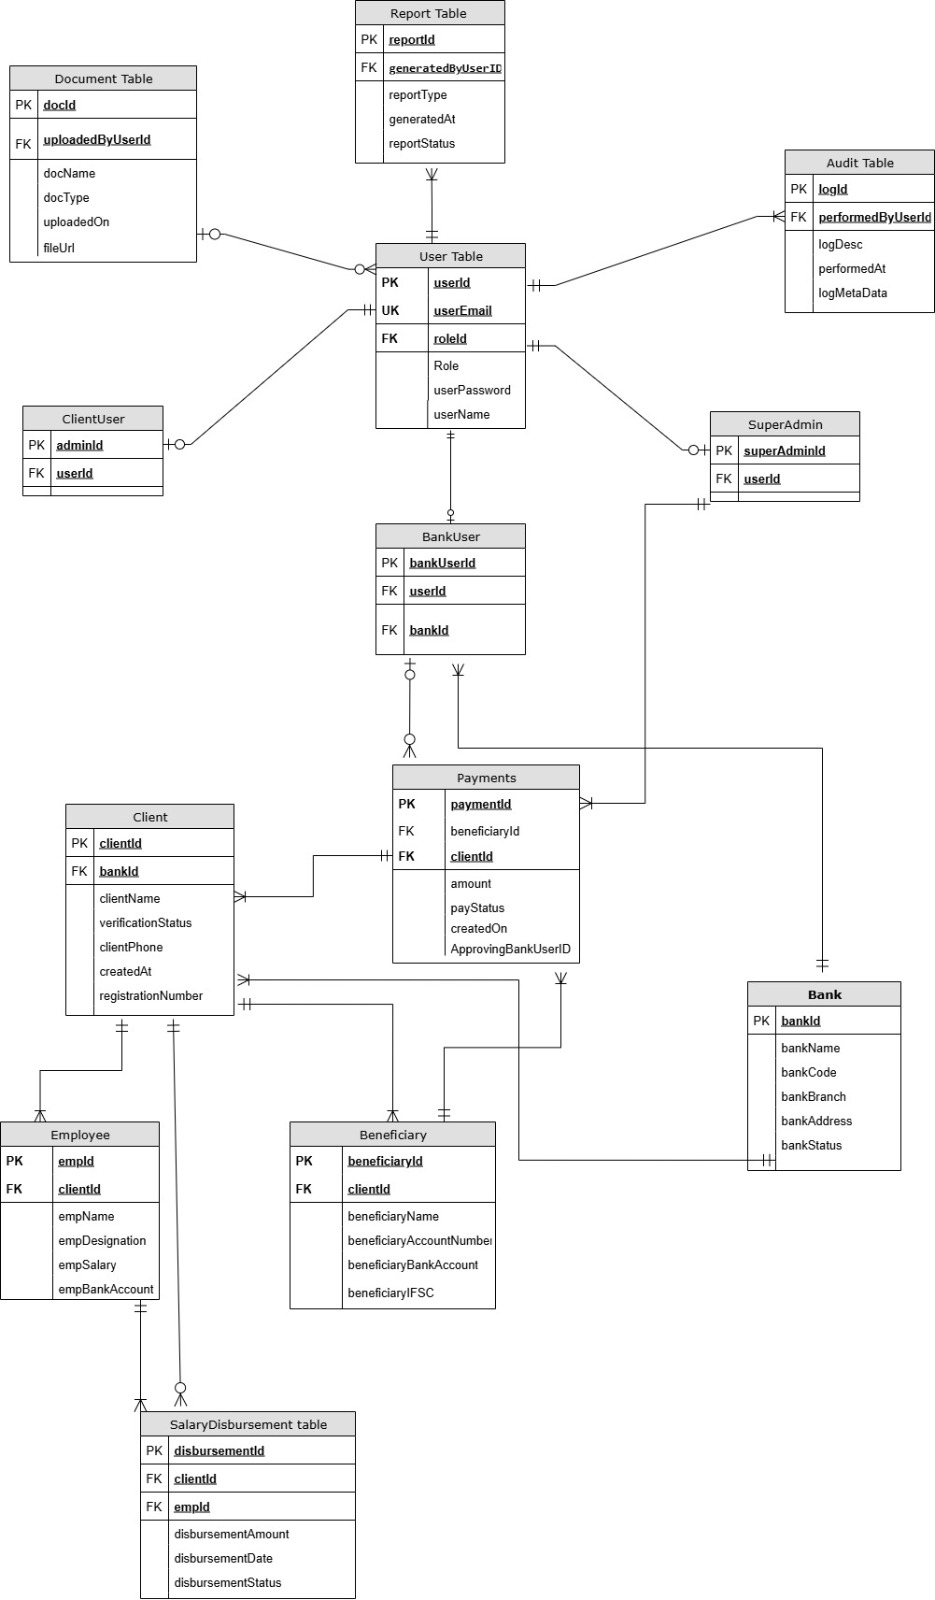 Report Table
PK reportId
FK generatedByUserID
reportType
generatedAt
reportStatus
Document Table
PK docId
FK uploadedByUserId
docName
docType
uploadedOn
fileUrl
Audit Table
PK logId
FK performedByUserId
logDesc
performedAt
logMetaData
User Table
PK userId
UK userEmail
FK roleId
Role
userPassword
userName
ClientUser
PK adminId
FK userId
SuperAdmin
PK superAdminId
FK userId
BankUser
PK bankUserId
FK userId
FK bankId
Payments
PK paymentId
FK beneficiaryId
FK clientId
amount
payStatus
createdOn
ApprovingBankUserID
Client
PK clientId
FK bankId
clientName
verificationStatus
clientPhone
createdAt
registrationNumber
Bank
PK bankId
bankName
bankCode
bankBranch
bankAddress
bankStatus
Employee
PK empId
FK clientId
empName
empDesignation
empSalary
empBankAccount
Beneficiary
PK beneficiaryId
FK clientId
beneficiaryName
beneficiaryAccountNumber
beneficiaryBankAccount
beneficiaryIFSC
SalaryDisbursement table
PK disbursementId
FK clientId
FK empId
disbursementAmount
disbursementDate
disbursementStatus